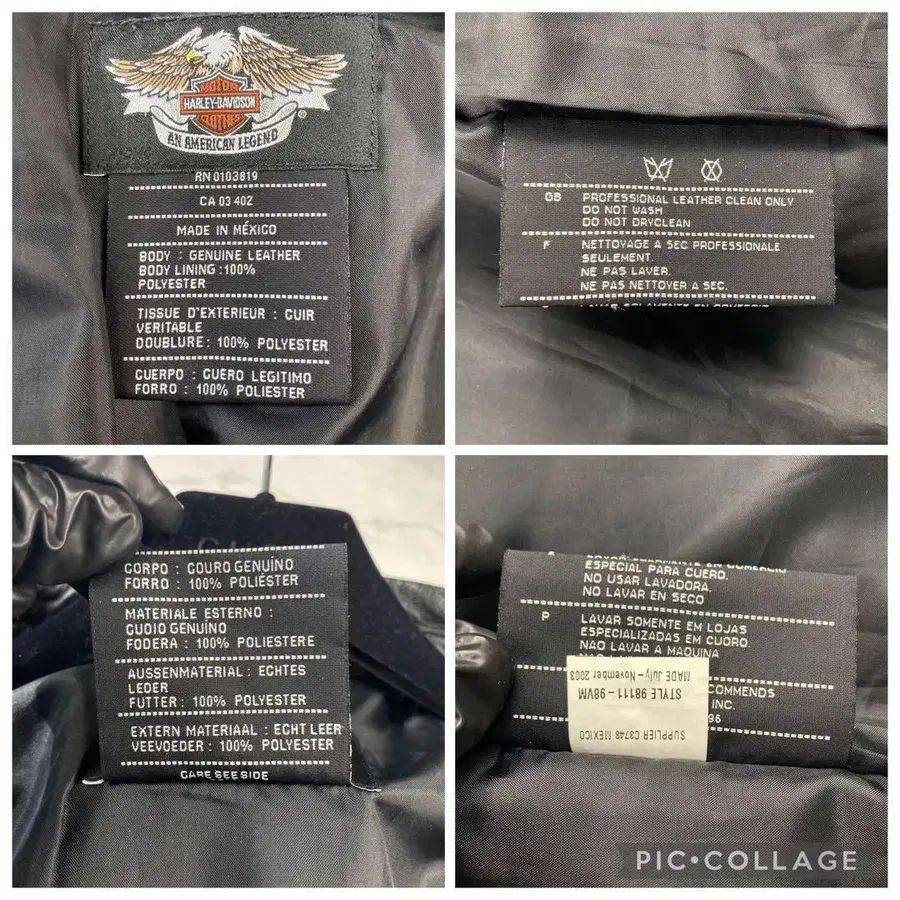 MOTOR
HARLEY-DAVIDSON
CLOTHES
®
AN AMERICAN LEGEND
RN 0103819
CA 03 402
MADE IN MÉXICO
BODY : GENUINE LEATHER
BODY LINING :100%
POLYESTER
TISSUE D'EXTERIEUR : CUIR
VERITABLE
DOUBLURE: 100% POLYESTER
CUERPO : CUERO LEGITIMO
FORRO : 100% POLIESTER
GB PROFESSIONAL LEATHER CLEAN ONLY
DO NOT WASH
DO NOT DRYCLEAN
F NETTOYAGE A SEC PROFESSIONALE
SEULEMENT.
NE PAS LAVER.
NE PAS NETTOYER A SEC.
CORPO : COURO GENUÍNO
FORRO : 100% POLIÉSTER
MATERIALE ESTERNO :
CUOIO GENUÍNO
FODERA : 100% POLIESTERE
AUSSENMATERIAL : ECHTES
LEDER
FUTTER: 100% POLYESTER
EXTERN MATERIAAL : ECHT LEER
VEEVOEDER: 100% POLYESTER
CARE SEE SIDE
ESPECIAL PARA CUERO.
NO USAR LAVADORA.
NO LAVAR EN SECO
P LAVAR SOMENTE EM LOJAS
ESPECIALIZADAS EM CUORO.
NAO LAVAR A MAQUINA
COMMENDS
INC.
96
SUPPLIER C3748 MEXICO
STYLE 98111 - 98VM
MADE July - November 2003
PIC•COLLAGE